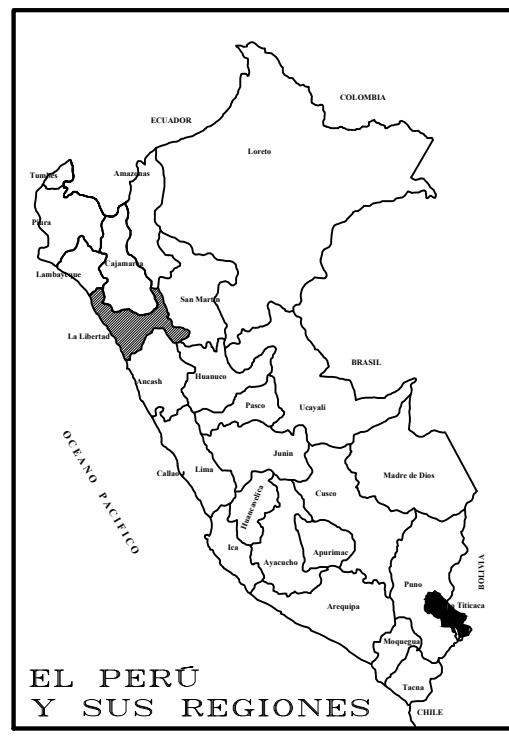 COLOMBIA
ECUADOR
Loreto
Tumbes
Amazonas
Piura
Cajamarca
Lambayeque
San Martin
La Libertad
BRASIL
Huanuco
Ancash
Pasco
Ucayali
OCEANO PACIFICO
Junin
Lima
Callao
Madre de Dios
Cusco
Huancavelica
Ica
Apurimac
Ayacucho
BOLIVIA
Puno
Titicaca
Arequipa
Moquegua
EL PERÚ
Y SUS REGIONES
Tacna
CHILE